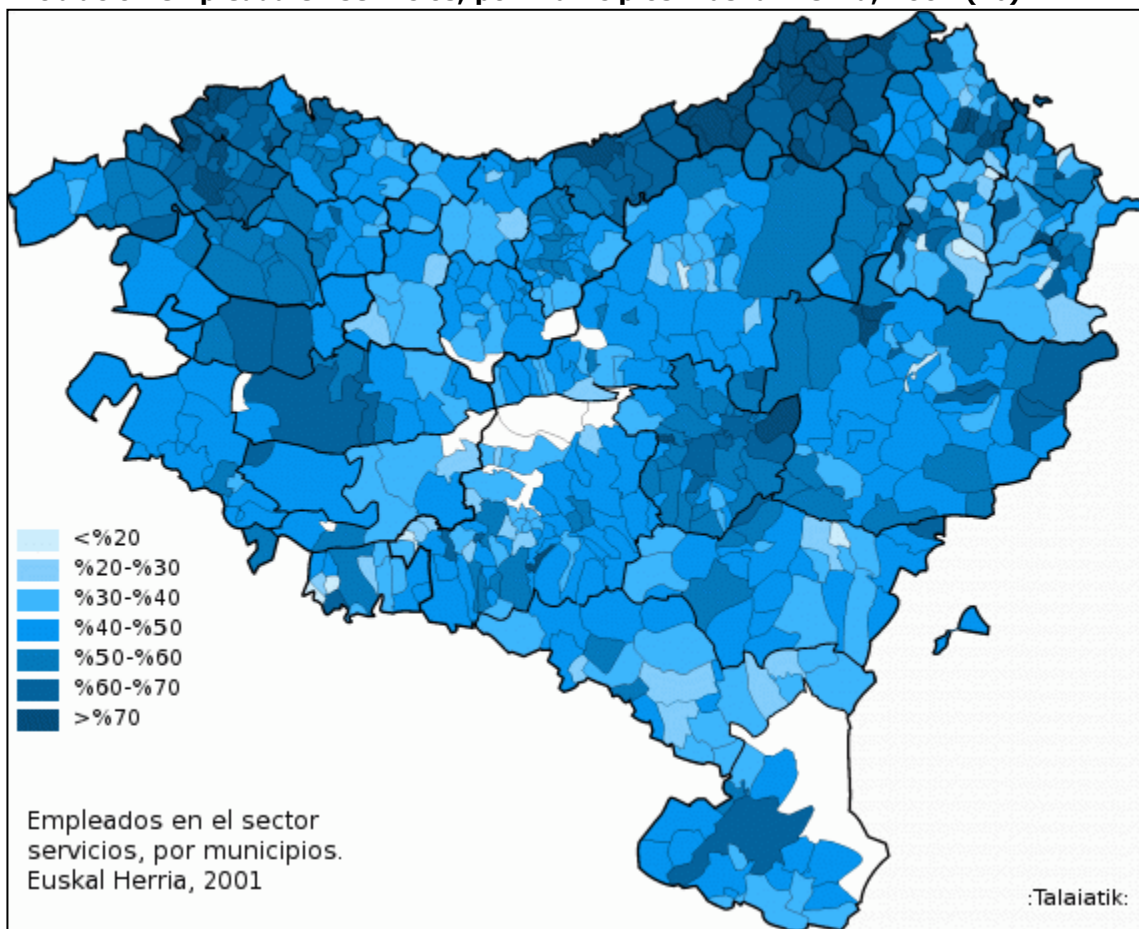 <%20
%20-%30
%30-%40
%40-%50
%50-%60
%60-%70
>%70
Empleados en el sector
servicios, por municipios.
Euskal Herria, 2001
:Talaiatik: